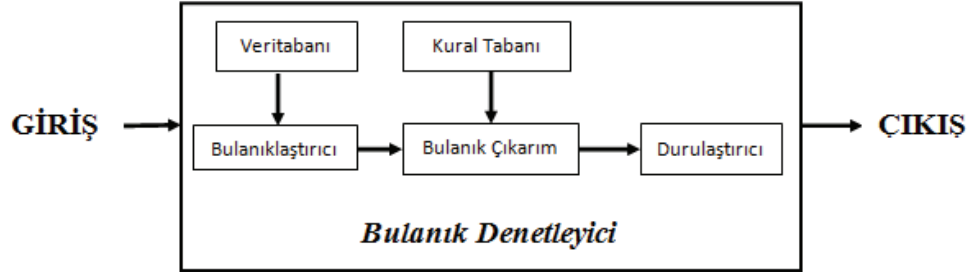 Veritabanı
Kural Tabanı
GİRİŞ
ÇIKIŞ
Bulanıklaştırıcı
Bulanık Çıkarım
Durulaştırıcı
Bulanık Denetleyici